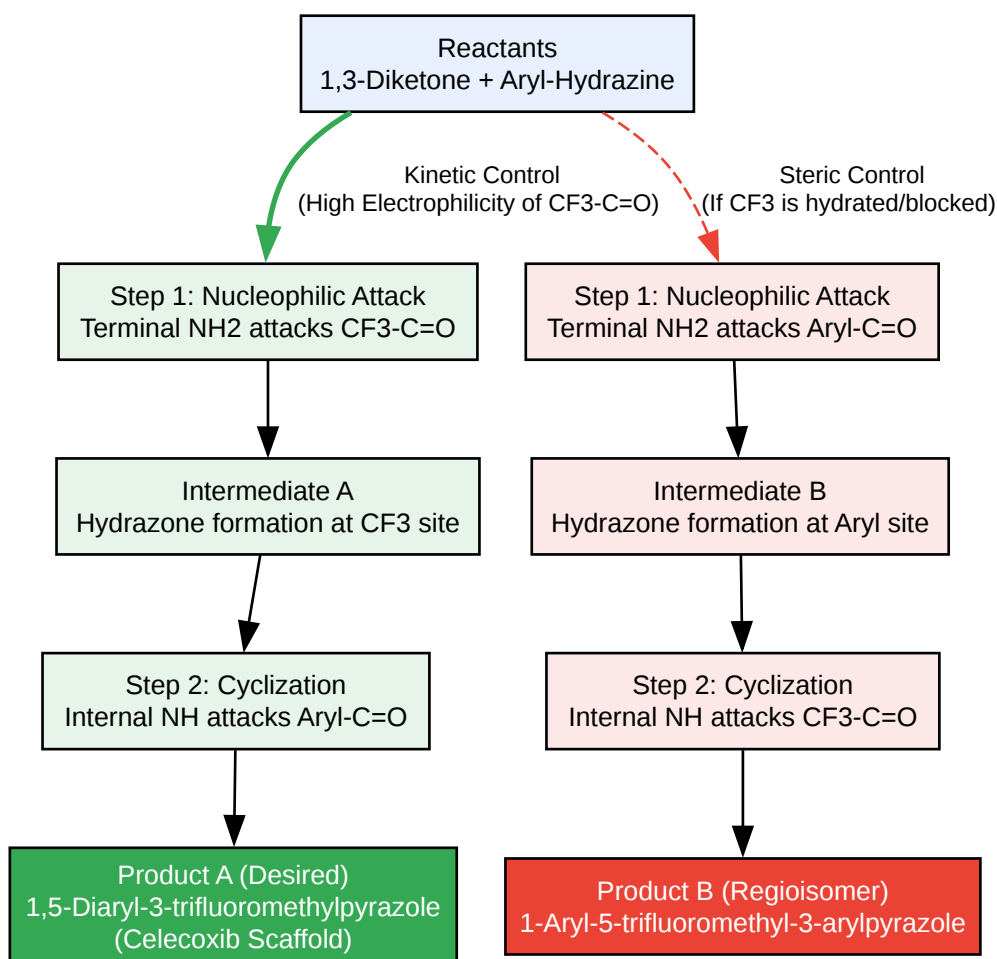 Reactants
1,3-Diketone + Aryl-Hydrazine
Kinetic Control
(High Electrophilicity of CF3-C=O)
Steric Control
(If CF3 is hydrated/blocked)
Step 1: Nucleophilic Attack
Terminal NH2 attacks CF3-C=O
Step 1: Nucleophilic Attack
Terminal NH2 attacks Aryl-C=O
Intermediate A
Hydrazone formation at CF3 site
Intermediate B
Hydrazone formation at Aryl site
Step 2: Cyclization
Internal NH attacks Aryl-C=O
Step 2: Cyclization
Internal NH attacks CF3-C=O
Product A (Desired)
1,5-Diaryl-3-trifluoromethylpyrazole
(Celecoxib Scaffold)
Product B (Regioisomer)
1-Aryl-5-trifluoromethyl-3-arylpyrazole